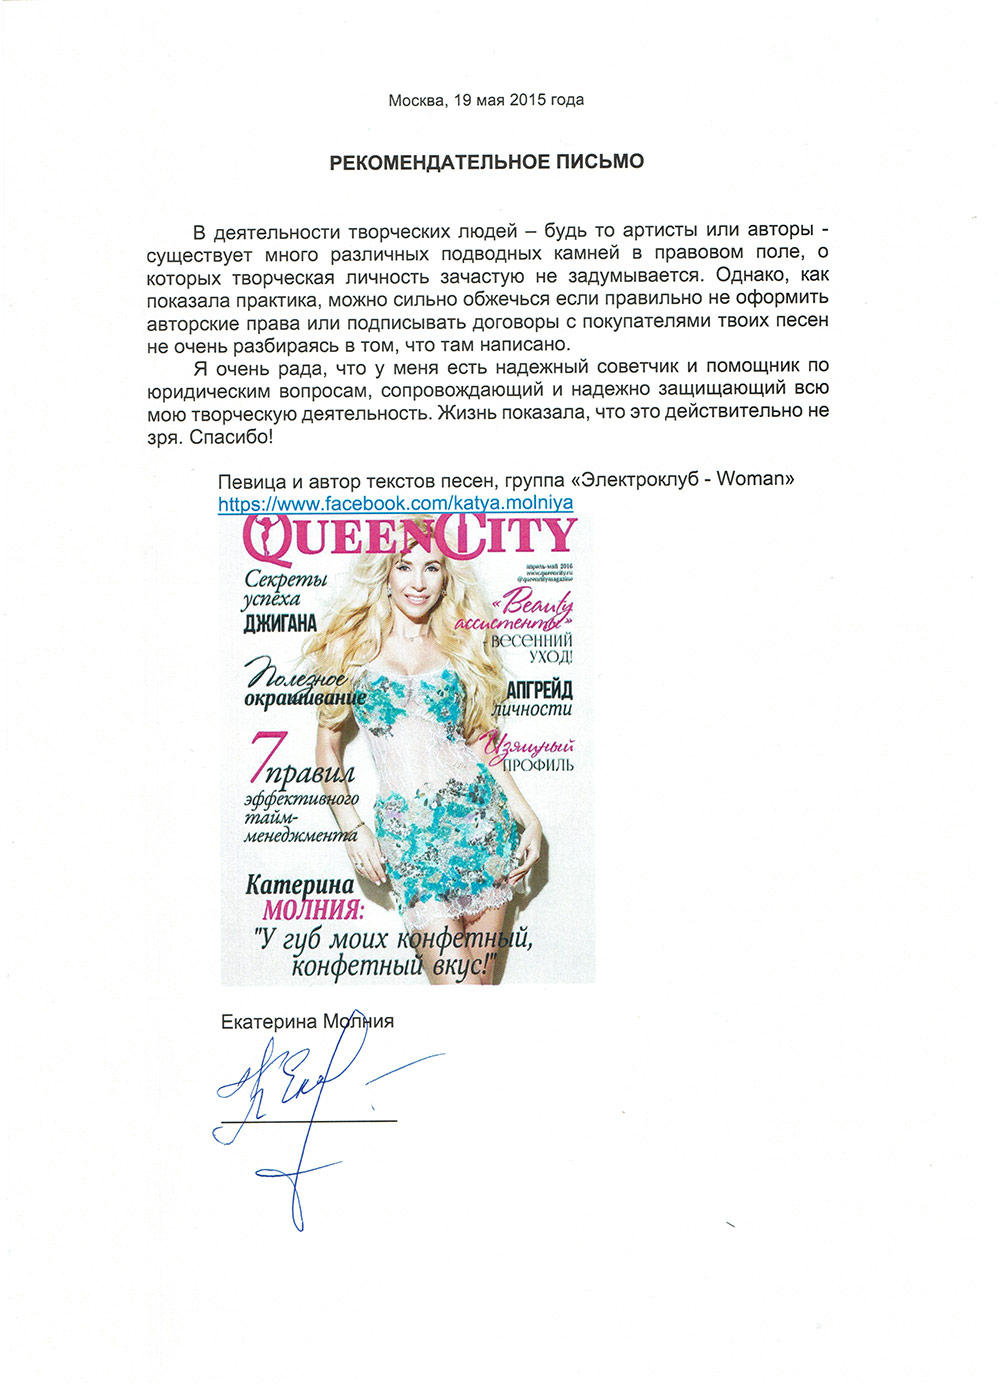 Москва, 19 мая 2015 года
РЕКОМЕНДАТЕЛЬНОЕ ПИСЬМО
В деятельности творческих людей – будь то артисты или авторы -
существует много различных подводных камней в правовом поле, о
которых творческая личность зачастую не задумывается. Однако, как
показала практика, можно сильно обжечься если правильно не оформить
авторские права или подписывать договоры с покупателями твоих песен
не очень разбираясь в том, что там написано.
Я очень рада, что у меня есть надежный советчик и помощник по
юридическим вопросам, сопровождающий и надежно защищающий всю
мою творческую деятельность. Жизнь показала, что это действительно не
зря. Спасибо!
Певица и автор текстов песен, группа «Электроклуб - Woman»
https://www.facebook.com/katya.molniya
QUEENCITY
апрель-май 2016
www.queencity.ru
@queencitymagazine
Секреты
успеха
ДЖИГАНА
«Beauty
ассистенты»
- ВЕСЕННИЙ
УХОД!
Полезное
окрашивание
АПГРЕЙД
личности
7 правил
эффективного
тайм-
менеджмента
Изящный
ПРОФИЛЬ
Катерина
МОЛНИЯ:
"У губ моих конфетный,
конфетный вкус!"
Екатерина Молния